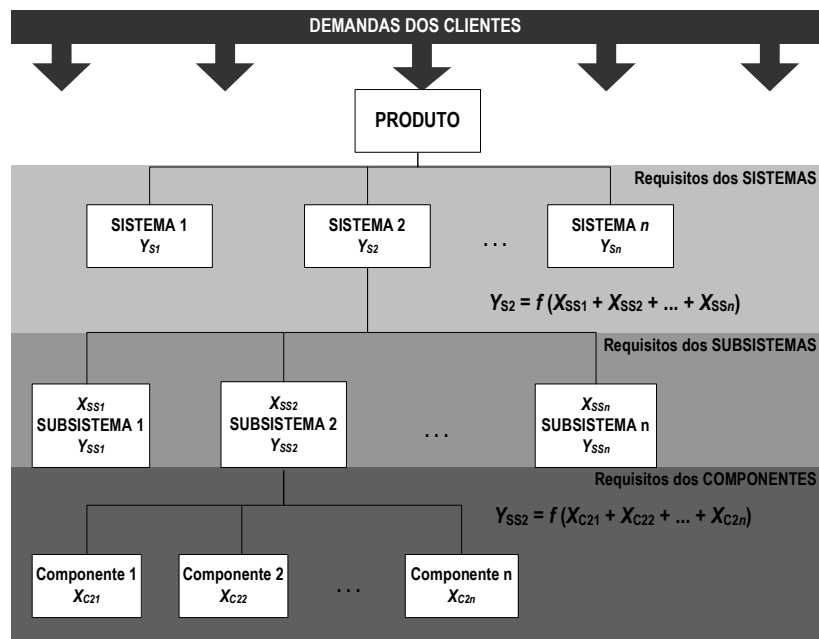 DEMANDAS DOS CLIENTES
PRODUTO
Requisitos dos SISTEMAS
SISTEMA 1
YS1
SISTEMA 2
YS2
. . .
SISTEMA n
YSn
YS2 = f (XSS1 + XSS2 + ... + XSSn)
Requisitos dos SUBSISTEMAS
XSS1
SUBSISTEMA 1
YSS1
XSS2
SUBSISTEMA 2
YSS2
. . .
XSSn
SUBSISTEMA n
YSSn
Requisitos dos COMPONENTES
YSS2 = f (XC21 + XC22 + ... + XC2n)
Componente 1
XC21
Componente 2
XC22
. . .
Componente n
XC2n